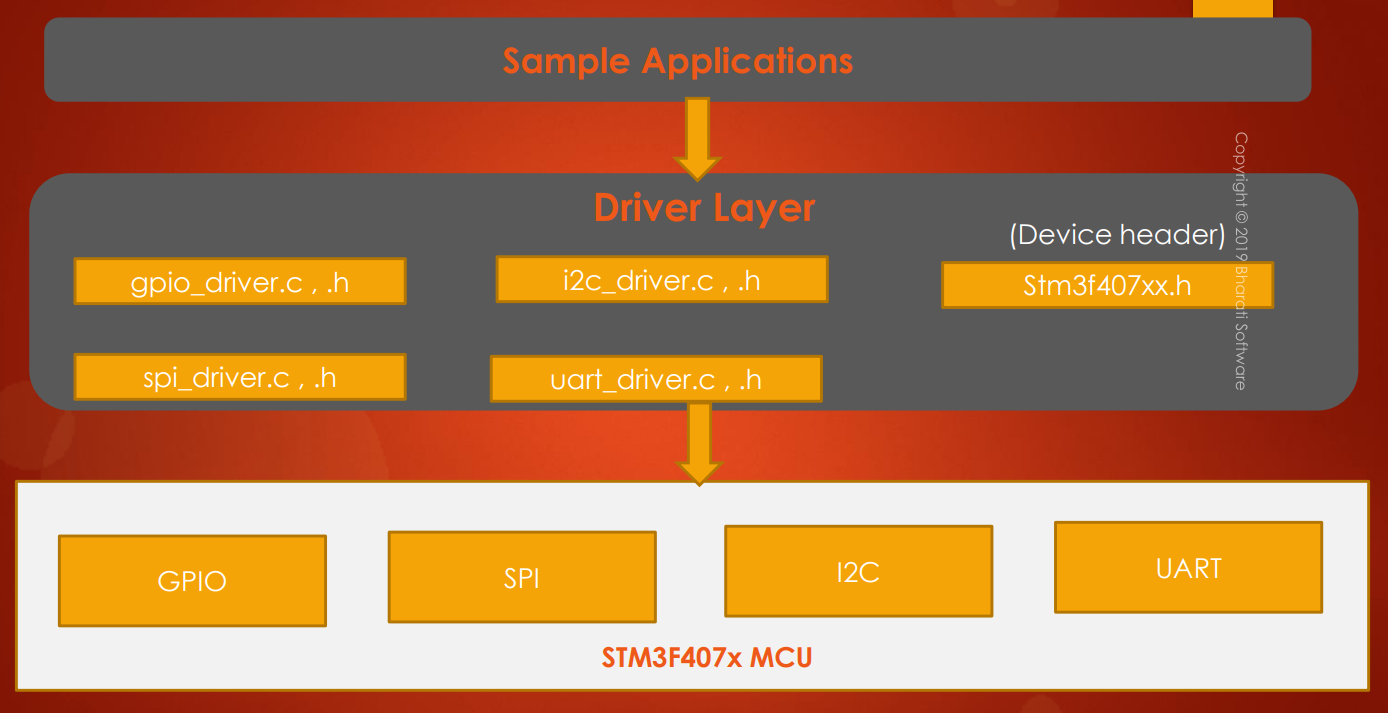 Sample Applications
Driver Layer
(Device header)
gpio_driver.c , .h
i2c_driver.c , .h
Stm3f407xx.h
spi_driver.c , .h
uart_driver.c , .h
Copyright © 2019 Bharati Software
GPIO
SPI
I2C
UART
STM3F407x MCU